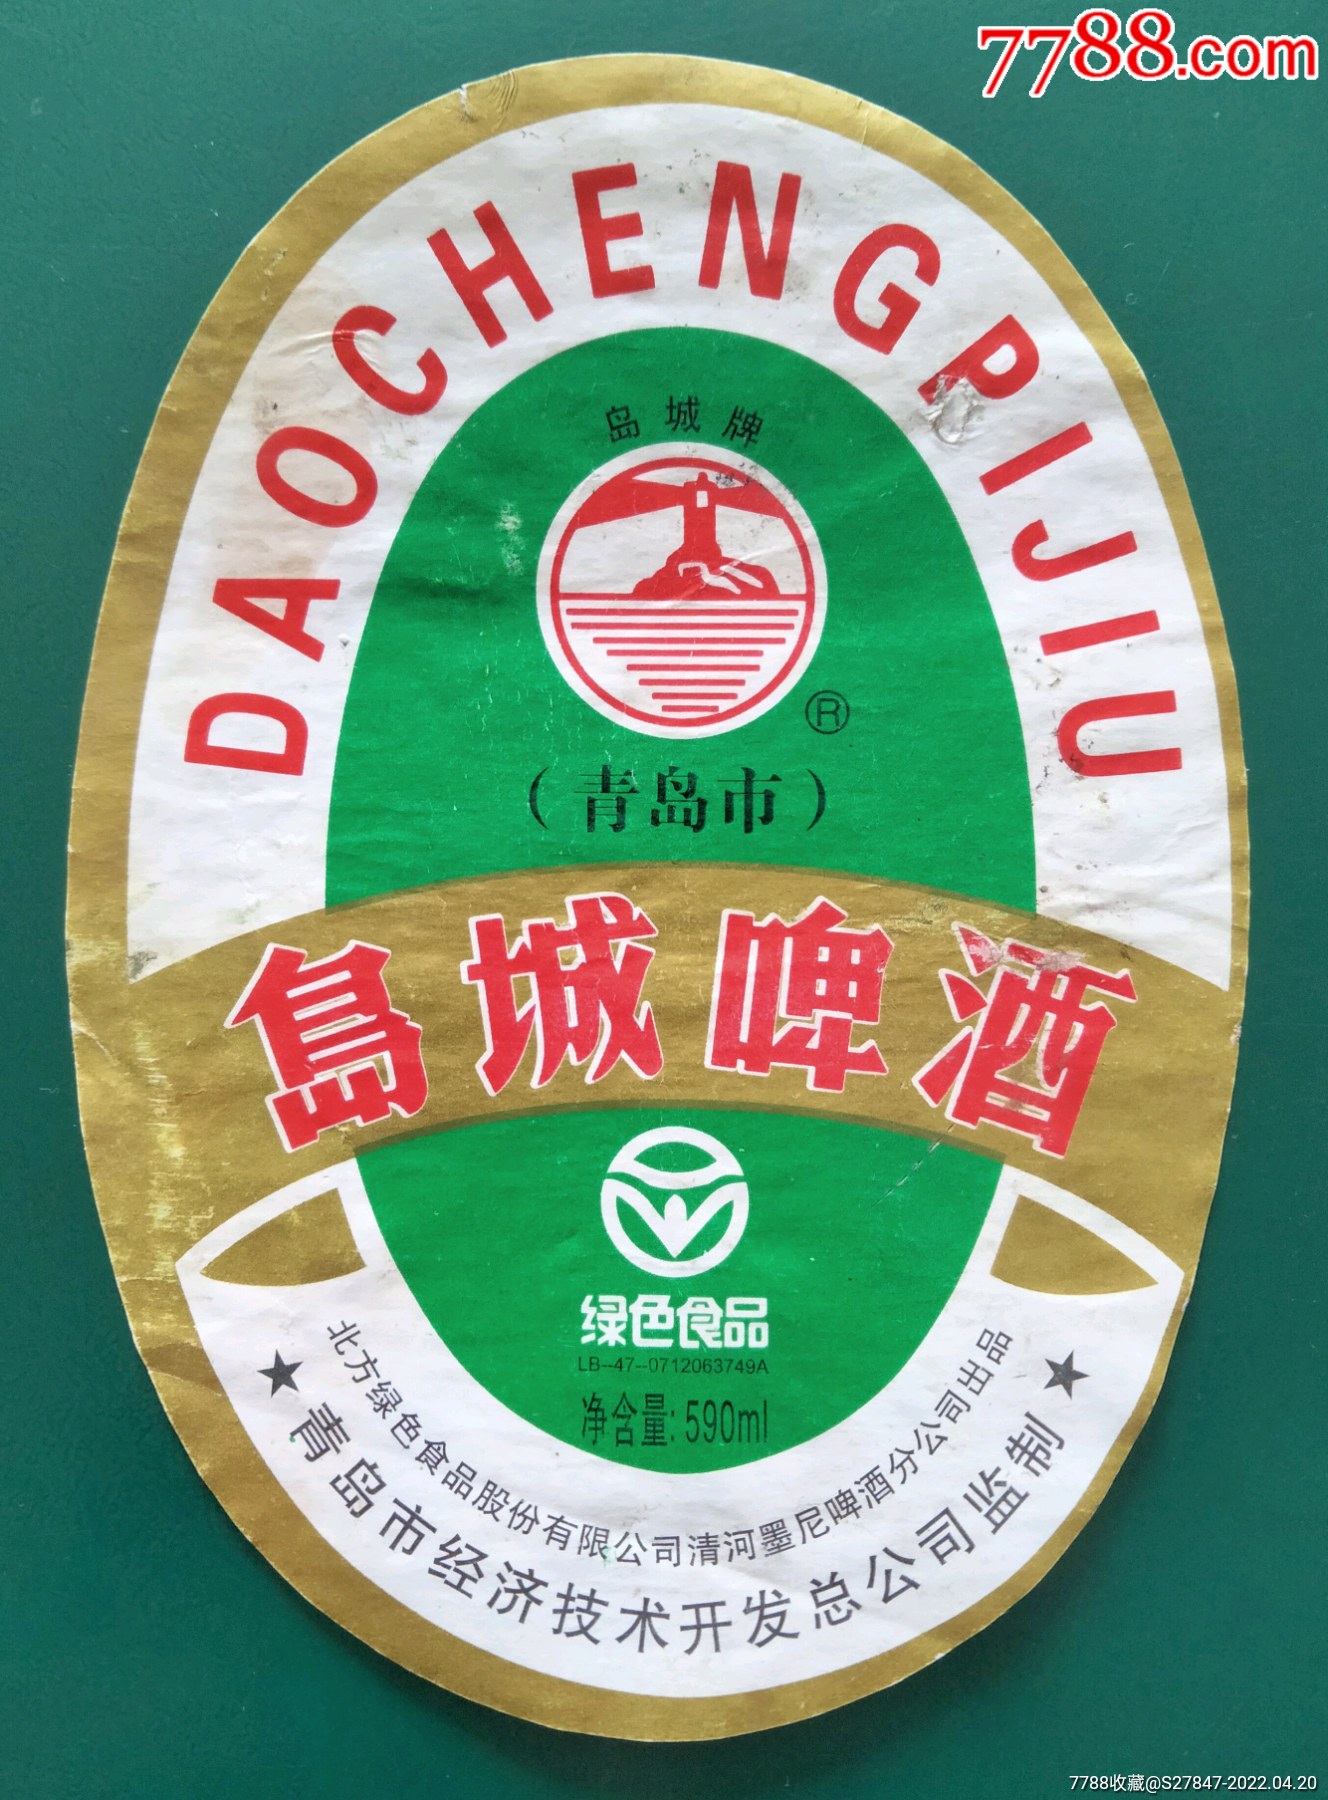 7788.com
DAOCHENGPIJIU
岛城牌
®
(青岛市)
島城啤酒
绿色食品
LB--47--0712063749A
净含量:590ml
北方绿色食品股份有限公司清河墨尼啤酒分公司出品
★青岛市经济技术开发总公司监制★
7788收藏@S27847-2022.04.20